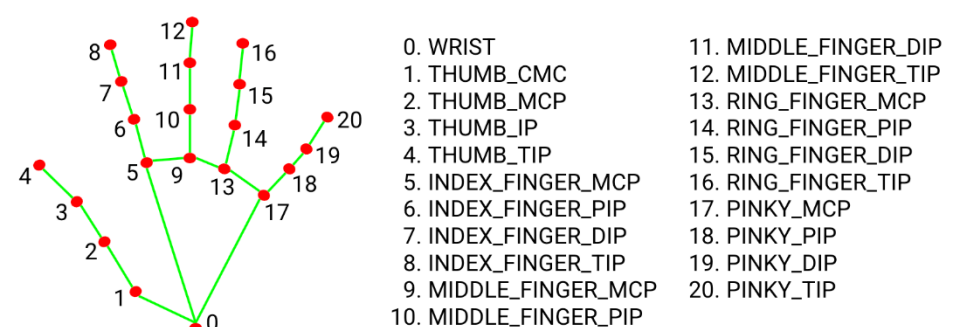 12
8
16
11
7
15
10
6
14
20
19
5
9
13
18
4
17
3
2
1
0
0. WRIST
1. THUMB_CMC
2. THUMB_MCP
3. THUMB_IP
4. THUMB_TIP
5. INDEX_FINGER_MCP
6. INDEX_FINGER_PIP
7. INDEX_FINGER_DIP
8. INDEX_FINGER_TIP
9. MIDDLE_FINGER_MCP
10. MIDDLE_FINGER_PIP
11. MIDDLE_FINGER_DIP
12. MIDDLE_FINGER_TIP
13. RING_FINGER_MCP
14. RING_FINGER_PIP
15. RING_FINGER_DIP
16. RING_FINGER_TIP
17. PINKY_MCP
18. PINKY_PIP
19. PINKY_DIP
20. PINKY_TIP